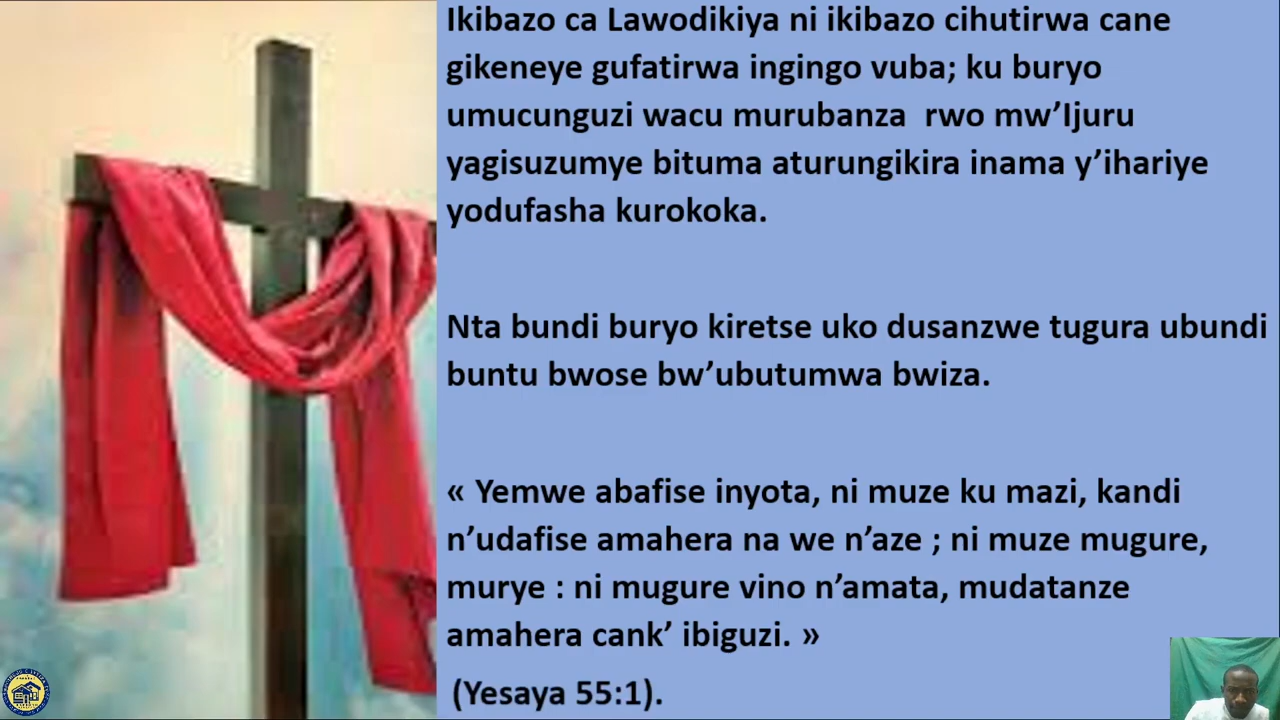 Ikibazo ca Lawodikiya ni ikibazo cihutirwa cane
gikeneye gufatirwa ingingo vuba; ku buryo
umucunguzi wacu murubanza  rwo mw’Ijuru
yagisuzumye bituma aturungikira inama y’ihariye
yodufasha kurokoka.
Nta bundi buryo kiretse uko dusanzwe tugura ubundi
buntu bwose bw’ubutumwa bwiza.
« Yemwe abafise inyota, ni muze ku mazi, kandi
n’udafise amahera na we n’aze ; ni muze mugure,
murye : ni mugure vino n’amata, mudatanze
amahera cank’ ibiguzi. »
(Yesaya 55:1).